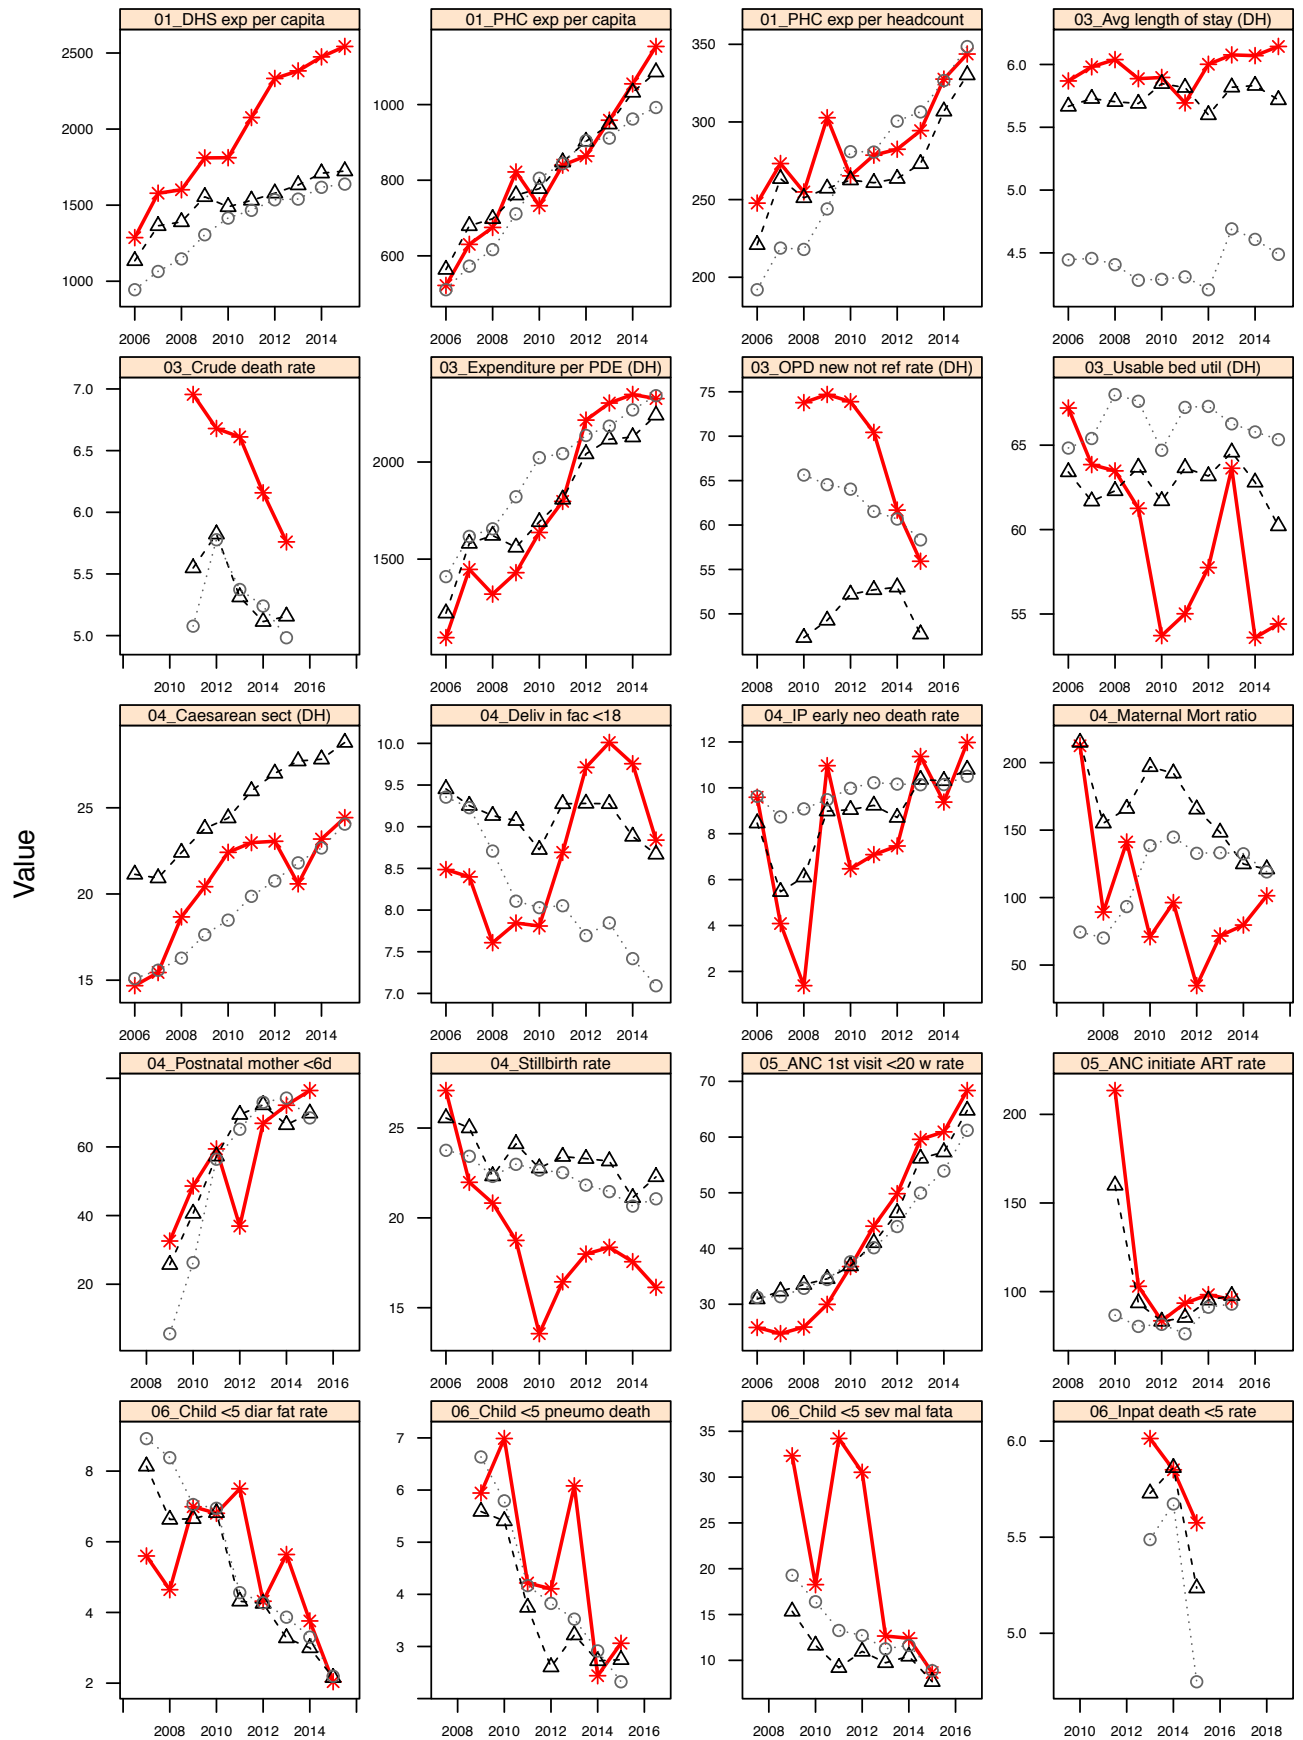 01_DHS exp per capita
01_PHC exp per capita
01_PHC exp per headcount
03_Avg length of stay (DH)
2500
2000
1500
1000
1000
800
600
350
300
250
200
6.0
5.5
5.0
4.5
2006 2008 2010 2012 2014
2006 2008 2010 2012 2014
2006 2008 2010 2012 2014
2006 2008 2010 2012 2014
03_Crude death rate
03_Expenditure per PDE (DH)
03_OPD new not ref rate (DH)
03_Usable bed util (DH)
7.0
6.5
6.0
5.5
5.0
2000
1500
75
70
65
60
55
50
65
60
55
2010 2012 2014 2016
2006 2008 2010 2012 2014
2008 2010 2012 2014 2016
2006 2008 2010 2012 2014
04_Caesarean sect (DH)
04_Deliv in fac <18
04_IP early neo death rate
04_Maternal Mort ratio
25
20
15
10.0
9.5
9.0
8.5
8.0
7.5
7.0
12
10
8
6
4
2
200
150
100
50
Value
2006 2008 2010 2012 2014
2006 2008 2010 2012 2014
2006 2008 2010 2012 2014
2008 2010 2012 2014
04_Postnatal mother <6d
04_Stillbirth rate
05_ANC 1st visit <20 w rate
05_ANC initiate ART rate
60
40
20
25
20
15
70
60
50
40
30
200
150
100
2008 2010 2012 2014 2016
2006 2008 2010 2012 2014
2006 2008 2010 2012 2014
2008 2010 2012 2014 2016 2018
06_Child <5 diar fat rate
06_Child <5 pneumo death
06_Child <5 sev mal fata
06_Inpat death <5 rate
8
6
4
2
7
6
5
4
3
35
30
25
20
15
10
6.0
5.5
5.0
2008 2010 2012 2014
2008 2010 2012 2014 2016
2008 2010 2012 2014 2016
2010 2012 2014 2016 2018